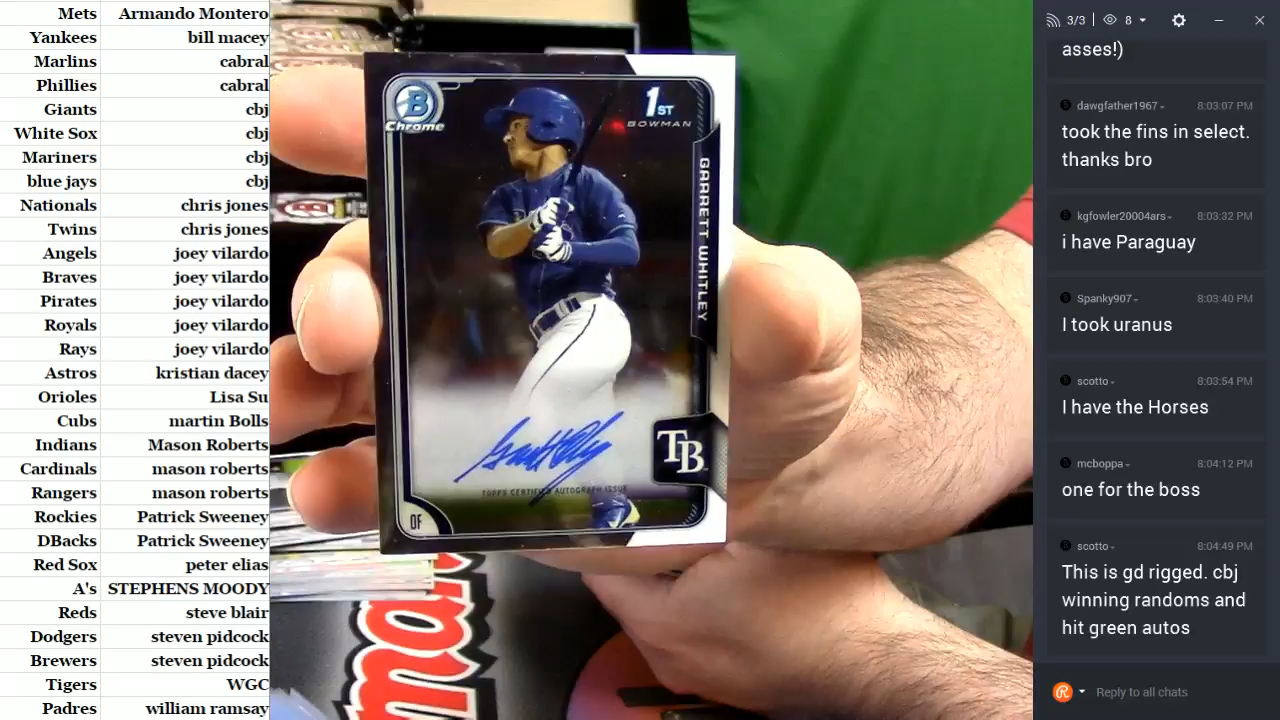 Mets Armando Montero
Yankees bill macey
Marlins cabral
Phillies cabral
Giants cbj
White Sox cbj
Mariners cbj
blue jays cbj
Nationals chris jones
Twins chris jones
Angels joey vilardo
Braves joey vilardo
Pirates joey vilardo
Royals joey vilardo
Rays joey vilardo
Astros kristian dacey
Orioles Lisa Su
Cubs martin Bolls
Indians Mason Roberts
Cardinals mason roberts
Rangers mason roberts
Rockies Patrick Sweeney
DBacks Patrick Sweeney
Red Sox peter elias
A's STEPHENS MOODY
Reds steve blair
Dodgers steven pidcock
Brewers steven pidcock
Tigers WGC
Padres william ramsay
B
Chrome
1ST
BOWMAN
GARRETT WHITLEY
TB
TOPPS CERTIFIED AUTOGRAPH ISSUE
OF
3/3 8
asses!)
dawgfather1967 8:03:07 PM
took the fins in select.
thanks bro
kgfowler20004ars 8:03:32 PM
i have Paraguay
Spanky907 8:03:40 PM
I took uranus
scotto 8:03:54 PM
I have the Horses
mcboppa 8:04:12 PM
one for the boss
scotto 8:04:49 PM
This is gd rigged. cbj
winning randoms and
hit green autos
R
Reply to all chats